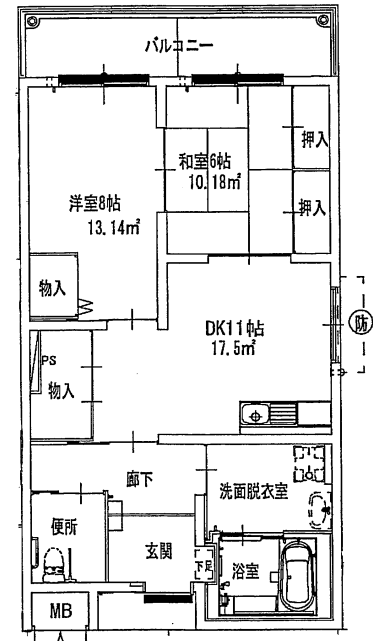 バルコニー
和室6帖
10.18㎡
押入
押入
洋室8帖
13.14㎡
物入
防
DK11帖
17.5㎡
PS
物入
廊下
洗面脱衣室
便所
玄関
下足
浴室
MB